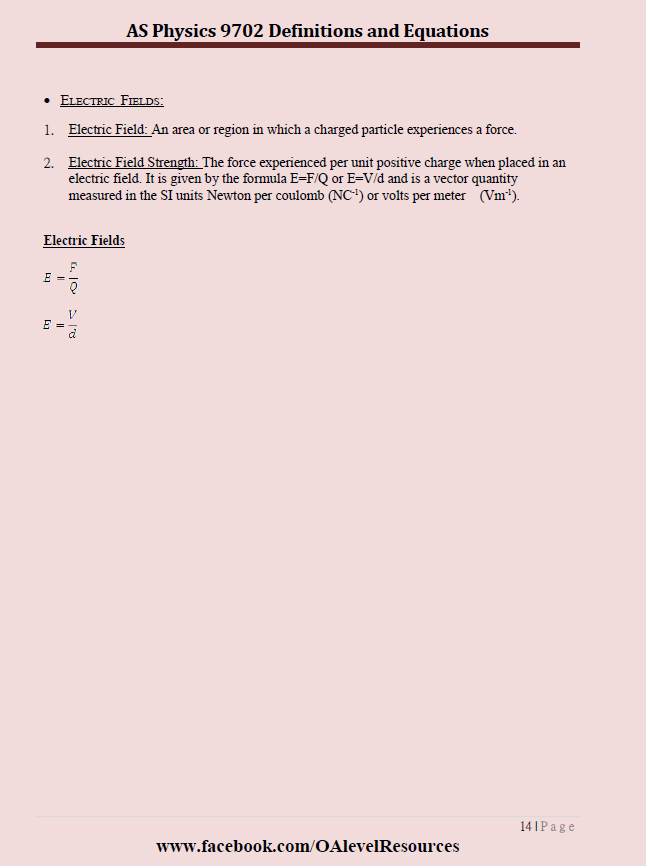 AS Physics 9702 Definitions and Equations
• ELECTRIC FIELDS:
1. Electric Field: An area or region in which a charged particle experiences a force.
2. Electric Field Strength: The force experienced per unit positive charge when placed in an
electric field. It is given by the formula E=F/Q or E=V/d and is a vector quantity
measured in the SI units Newton per coulomb (NC⁻¹) or volts per meter (Vm⁻¹).
Electric Fields
E = F/Q
E = V/d
14 | Page
www.facebook.com/OAlevelResources